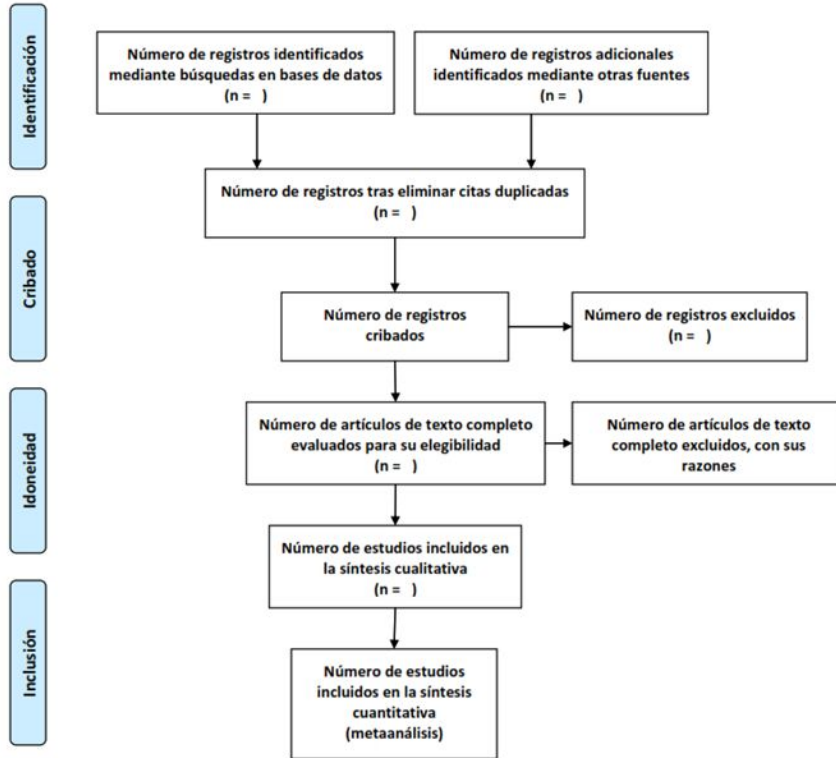 Identificación
Número de registros identificados
mediante búsquedas en bases de datos
(n =   )
Número de registros adicionales
identificados mediante otras fuentes
(n =   )
Número de registros tras eliminar citas duplicadas
(n =   )
Cribado
Número de registros
cribados
Número de registros excluidos
(n =   )
Idoneidad
Número de artículos de texto completo
evaluados para su elegibilidad
(n =   )
Número de artículos de texto
completo excluidos, con sus
razones
Número de estudios incluidos en
la síntesis cualitativa
(n =   )
Inclusión
Número de estudios
incluidos en la síntesis
cuantitativa
(metaanálisis)